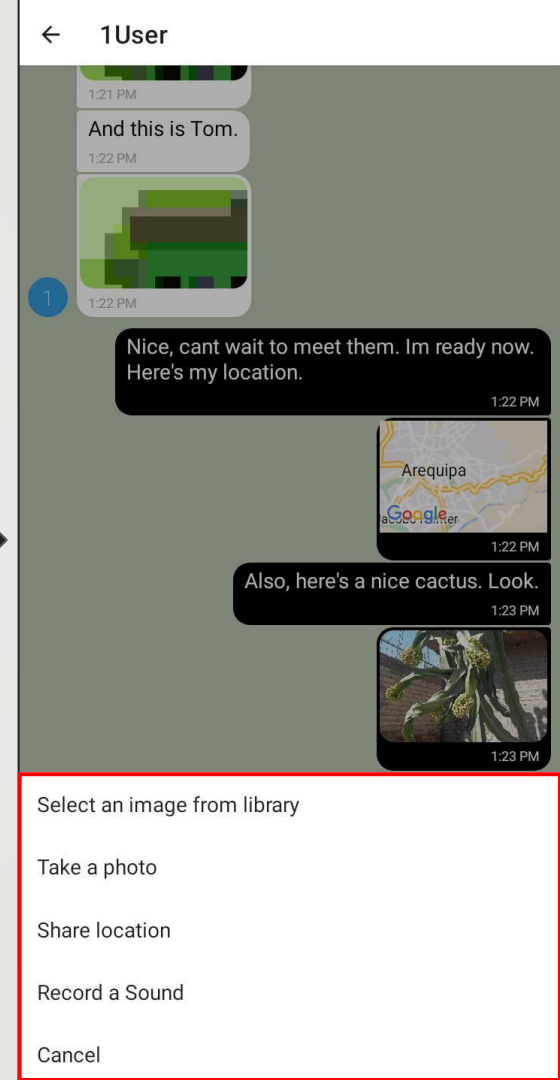 1User
1:21 PM
And this is Tom.
1:22 PM
1
1:22 PM
Nice, cant wait to meet them. Im ready now.
Here's my location.
1:22 PM
Arequipa
Google
1:22 PM
Also, here's a nice cactus. Look.
1:23 PM
1:23 PM
Select an image from library
Take a photo
Share location
Record a Sound
Cancel